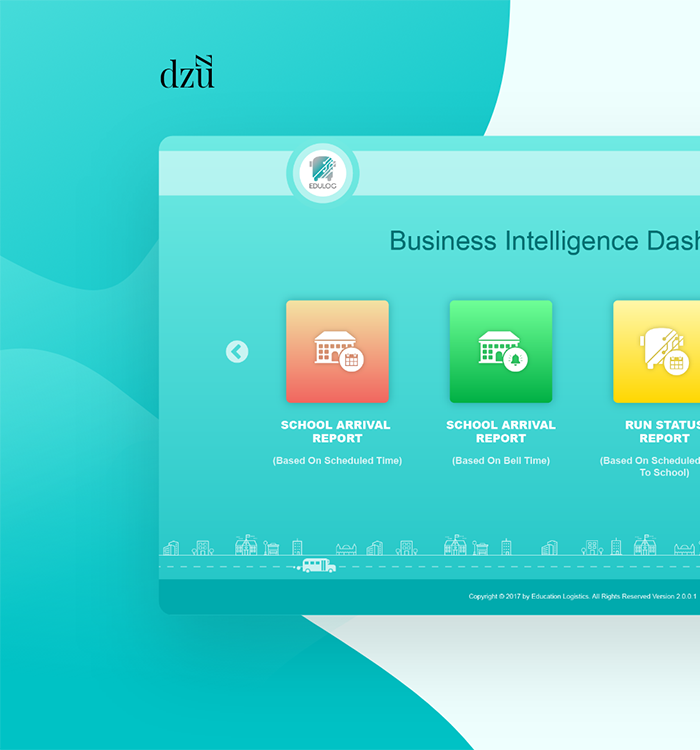 dzũ
EDULOG
Business Intelligence Dash
SCHOOL ARRIVAL
REPORT
(Based On Scheduled Time)
SCHOOL ARRIVAL
REPORT
(Based On Bell Time)
RUN STATUS
REPORT
(Based On Scheduled
To School)
Copyright © 2017 by Education Logistics. All Rights Reserved Version 2.0.0.1